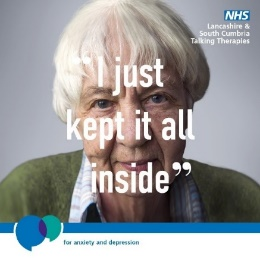 NHS
Lancashire &
South Cumbria
Talking Therapies
"I just
kept it all
inside"
for anxiety and depression